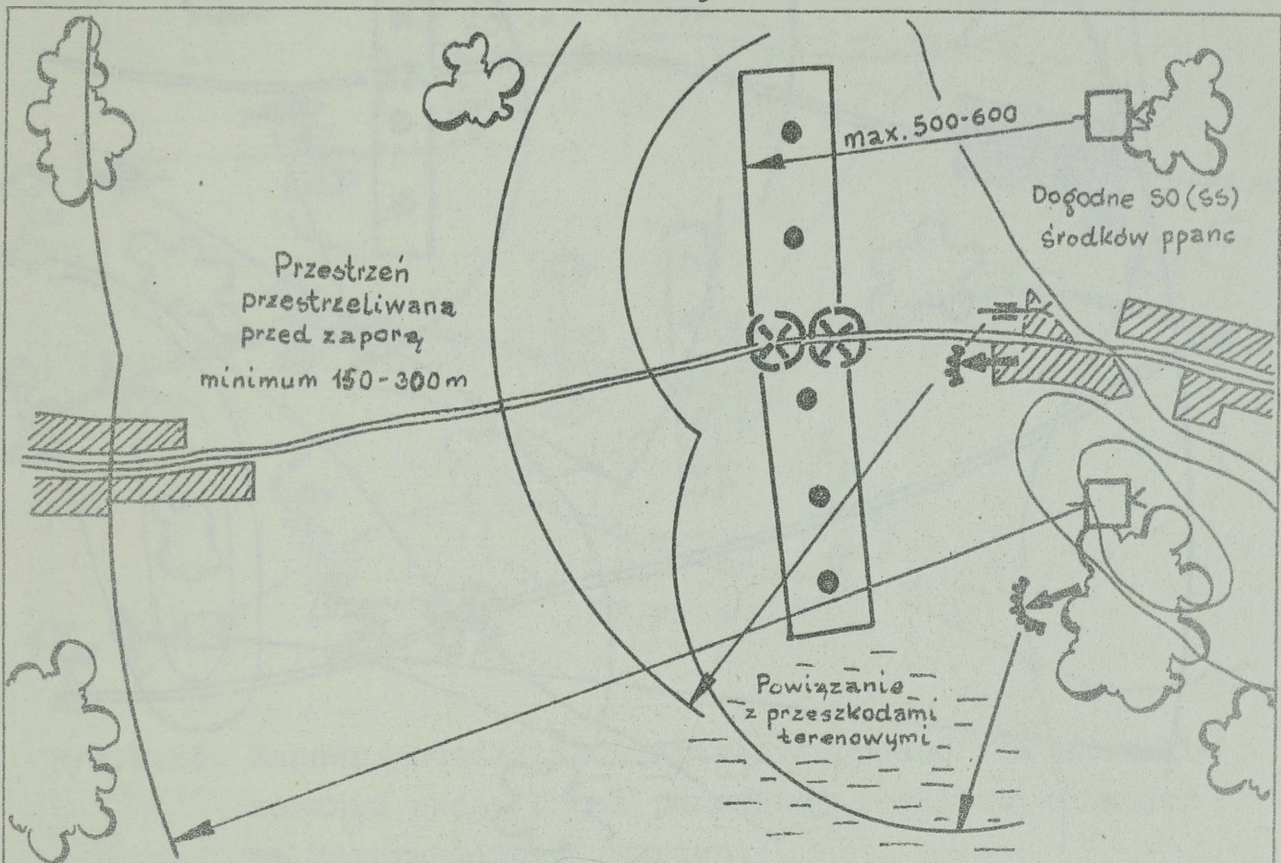 max. 500-600
Dogodne SO (SS)
środków ppanc
Przestrzeń
przestrzeliwana
przed zaporą
minimum 150-300m
Powiązanie
z przeszkodami
terenowymi